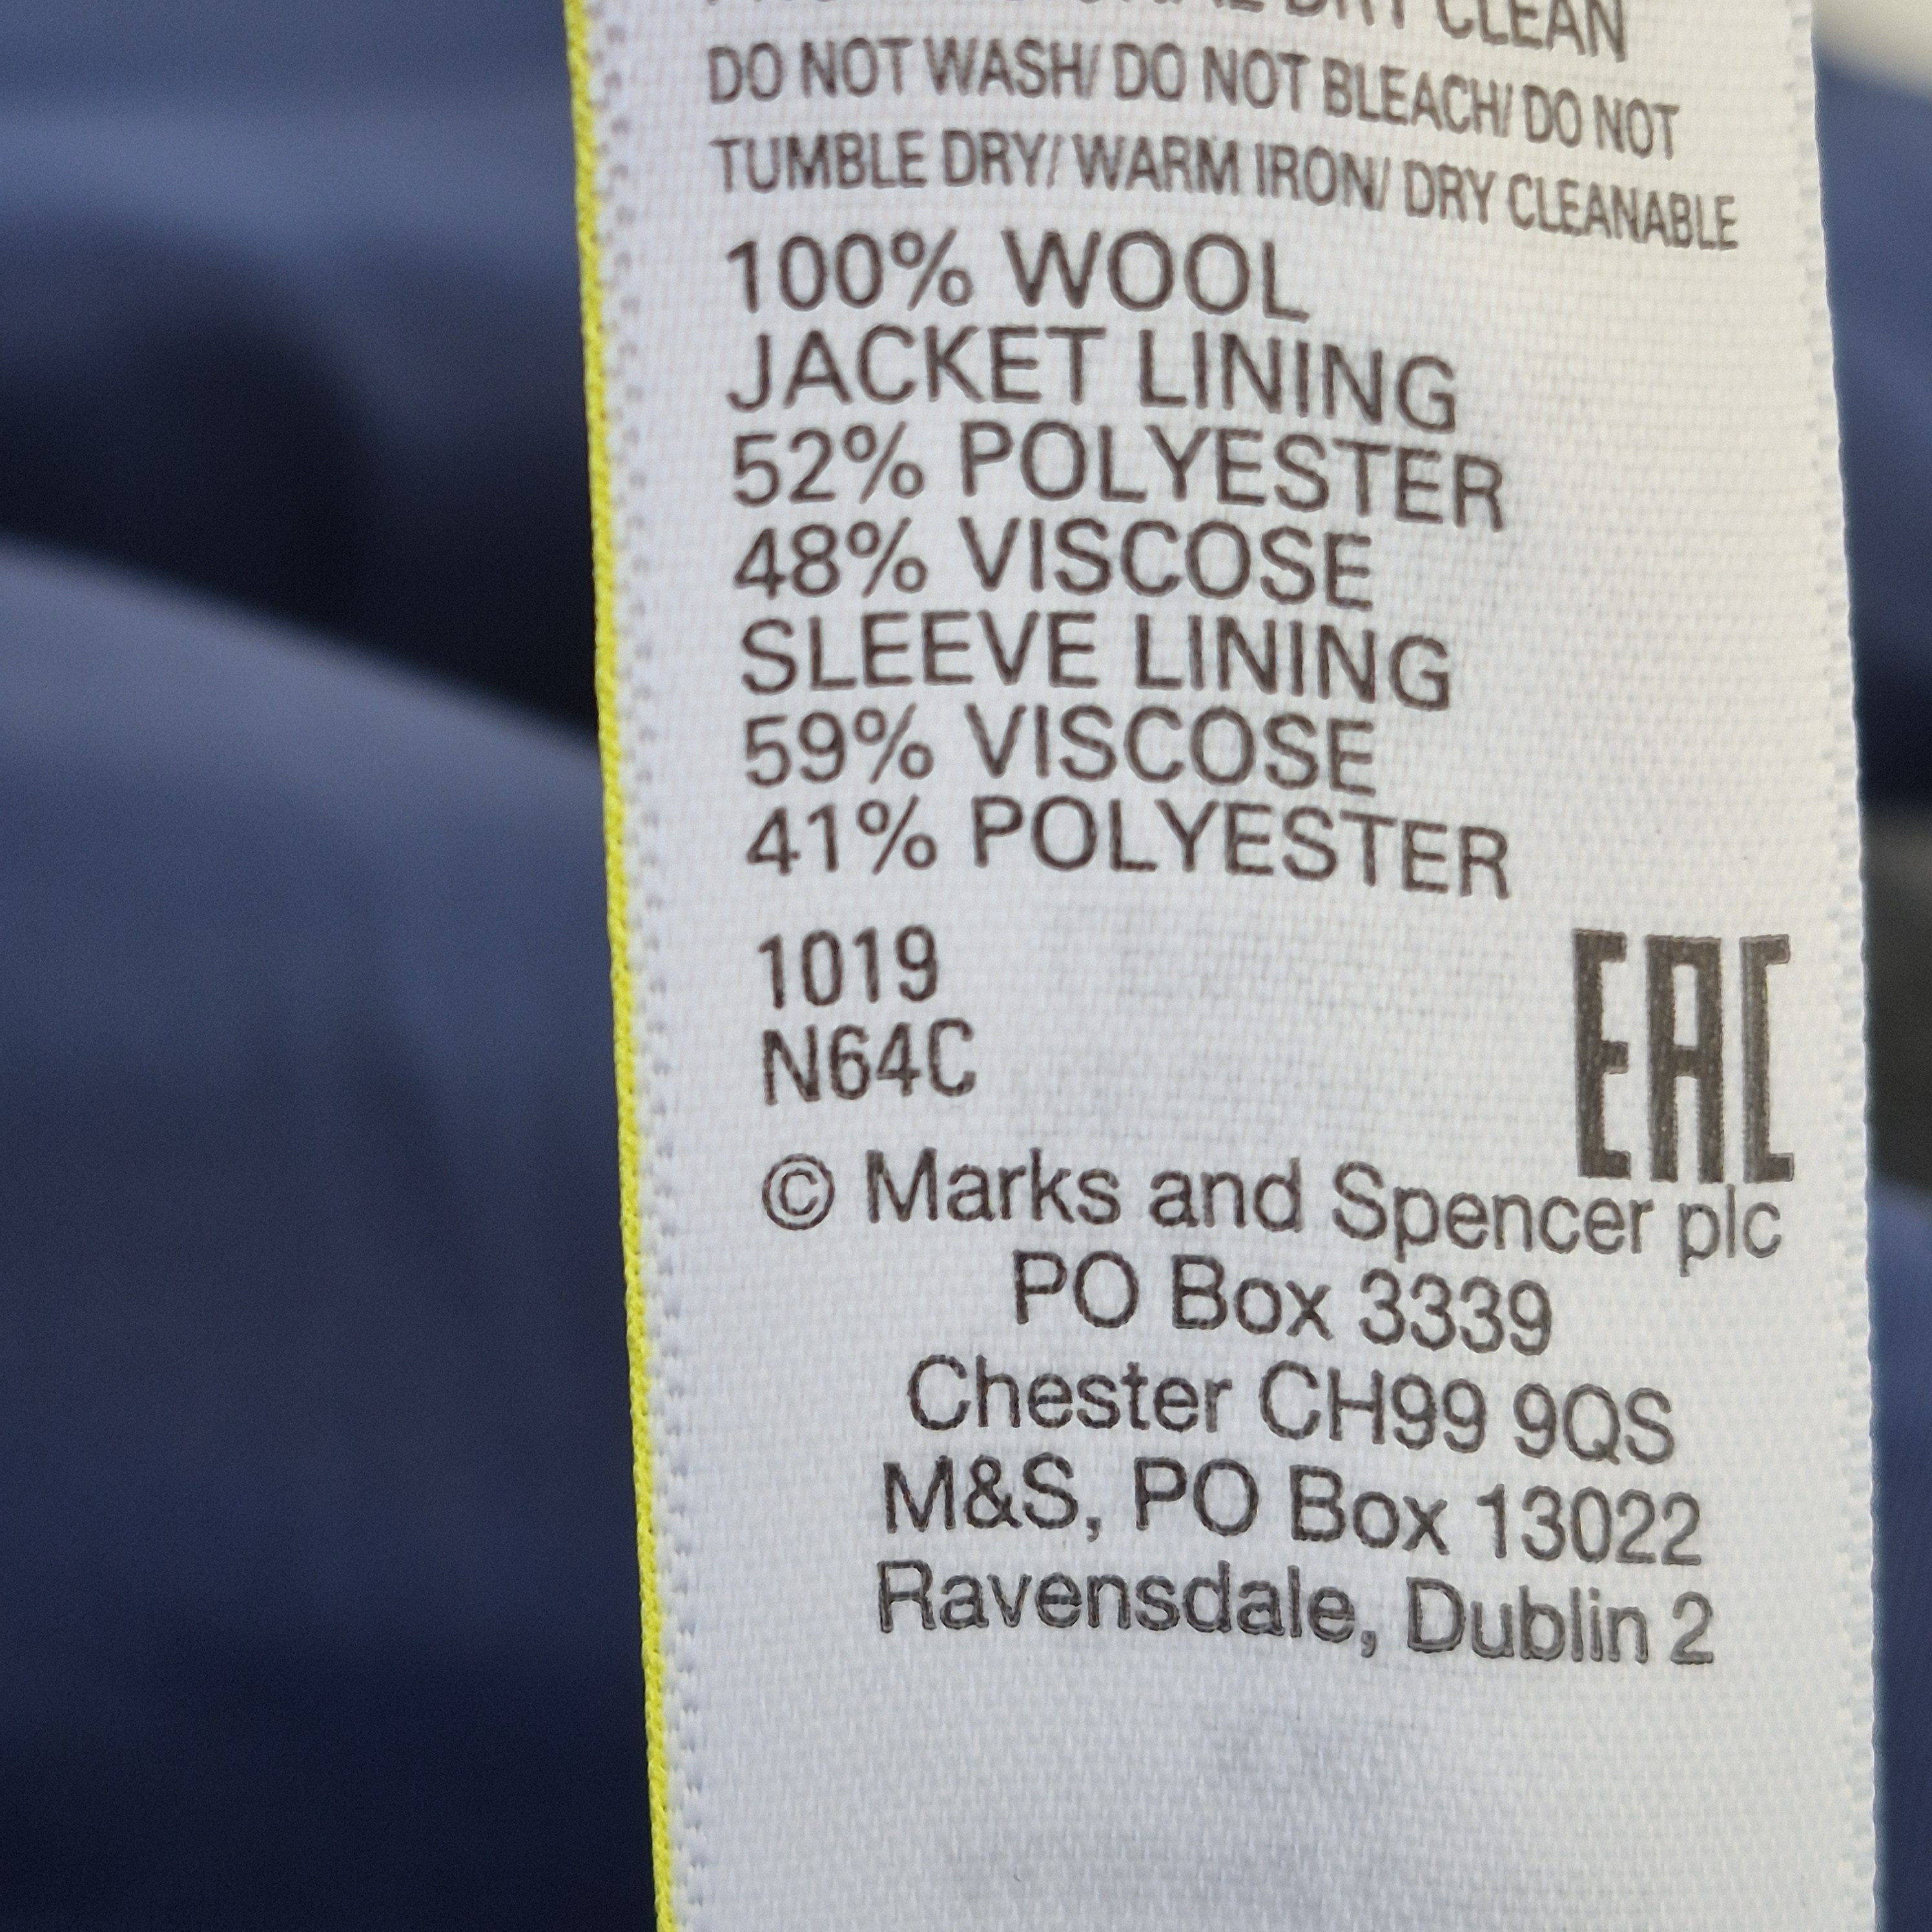 DRY CLEAN
DO NOT WASH/ DO NOT BLEACH/ DO NOT
TUMBLE DRY/ WARM IRON/ DRY CLEANABLE
100% WOOL
JACKET LINING
52% POLYESTER
48% VISCOSE
SLEEVE LINING
59% VISCOSE
41% POLYESTER
1019
N64C
EAC
© Marks and Spencer plc
PO Box 3339
Chester CH99 9QS
M&S, PO Box 13022
Ravensdale, Dublin 2